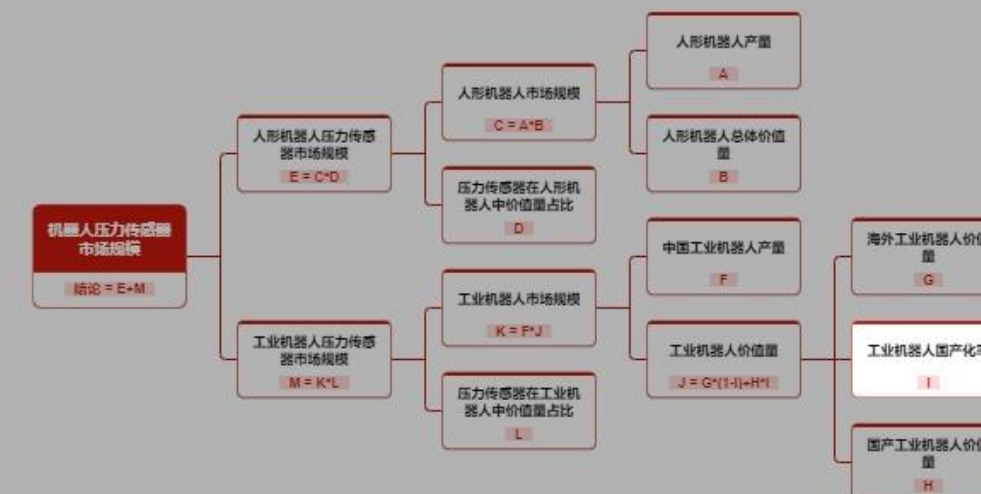 机器人压力传感器
市场规模
结论 = E+M
人形机器人压力传感
器市场规模
E = C*D
人形机器人市场规模
C = A*B
人形机器人产量
A
人形机器人总体价值
量
B
压力传感器在人形机
器人中价值量占比
D
工业机器人压力传感
器市场规模
M = K*L
工业机器人市场规模
K = F*J
中国工业机器人产量
F
工业机器人价值量
J = G*(1-I)+H*I
海外工业机器人价值
量
G
工业机器人国产化率
I
国产工业机器人价值
量
H
压力传感器在工业机
器人中价值量占比
L